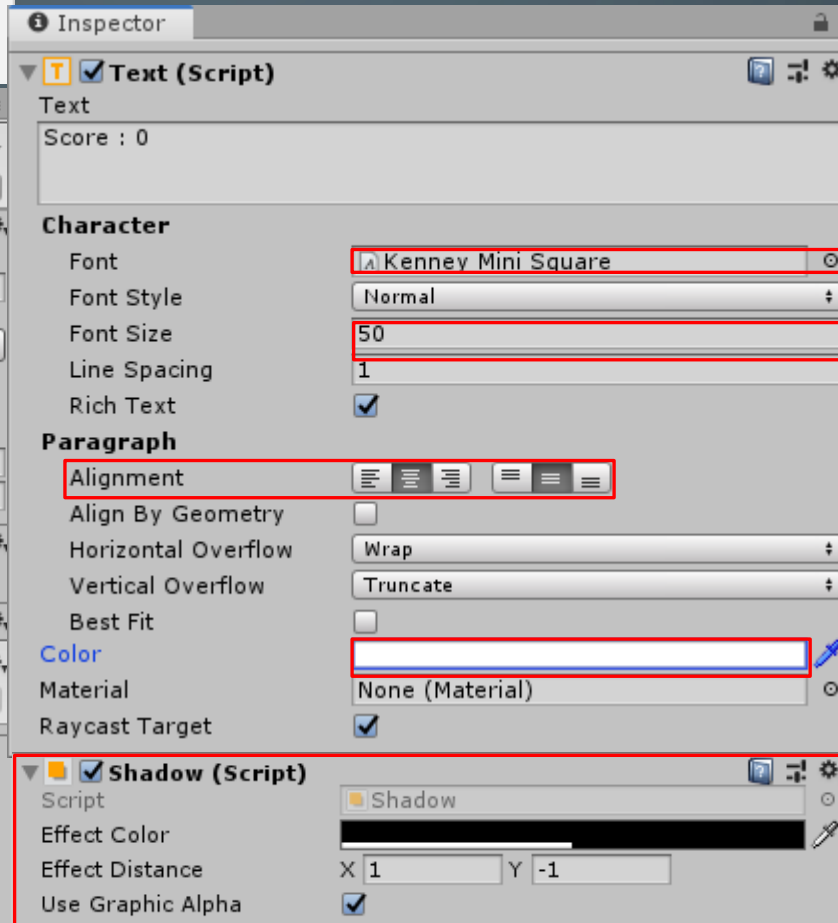 Inspector
Text (Script)
Text
Score : 0
Character
Font Kenney Mini Square
Font Style Normal
Font Size 50
Line Spacing 1
Rich Text
Paragraph
Alignment
Align By Geometry
Horizontal Overflow Wrap
Vertical Overflow Truncate
Best Fit
Color
Material None (Material)
Raycast Target
Shadow (Script)
Script Shadow
Effect Color
Effect Distance X 1 Y -1
Use Graphic Alpha